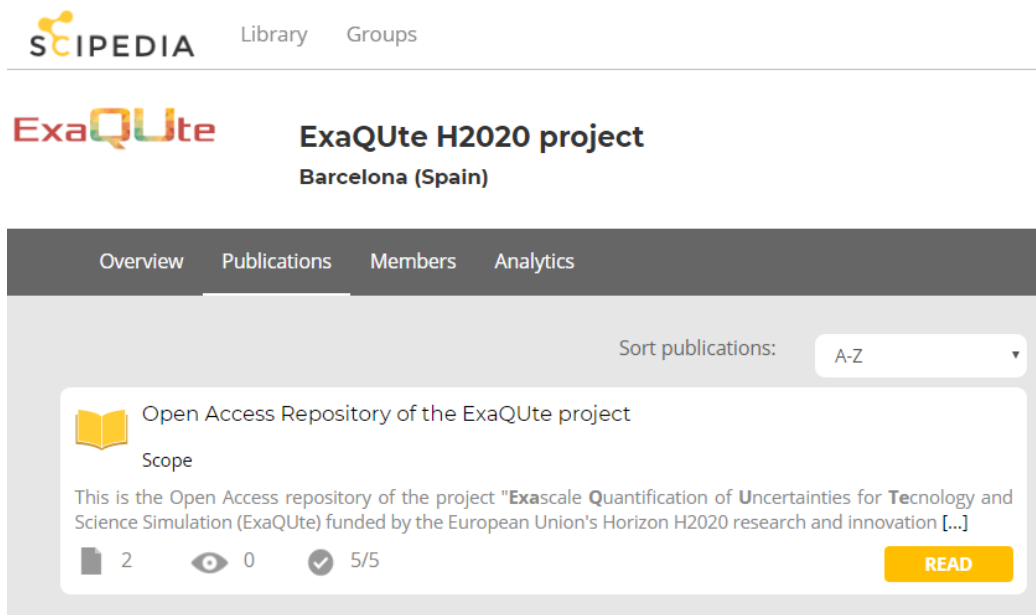 SCIPEDIA Library Groups
ExaQUte ExaQUte H2020 project
Barcelona (Spain)
Overview Publications Members Analytics
Sort publications: A-Z
Open Access Repository of the ExaQUte project
Scope
This is the Open Access repository of the project "Exascale Quantification of Uncertainties for Tecnology and
Science Simulation (ExaQUte) funded by the European Union's Horizon H2020 research and innovation [...]
2 0 5/5 READ